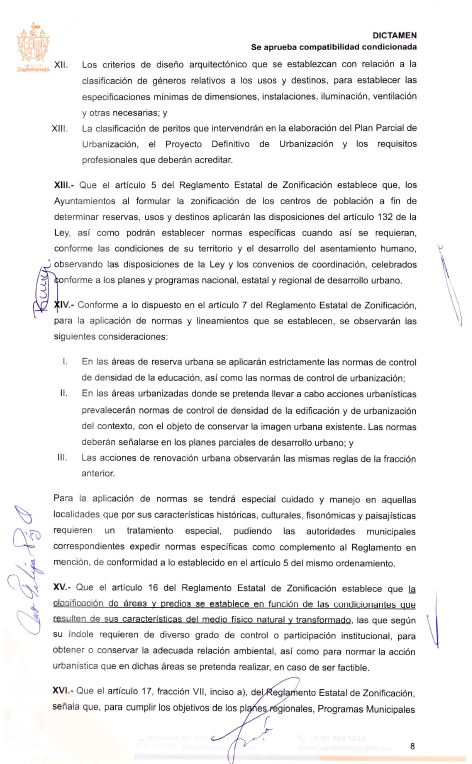 DICTAMEN
Se aprueba compatibilidad condicionada
Zapotlanejo
XII. Los criterios de diseño arquitectónico que se establezcan con relación a la
clasificación de géneros relativos a los usos y destinos, para establecer las
especificaciones mínimas de dimensiones, instalaciones, iluminación, ventilación
y otras necesarias; y
XIII. La clasificación de peritos que intervendrán en la elaboración del Plan Parcial de
Urbanización, el Proyecto Definitivo de Urbanización y los requisitos
profesionales que deberán acreditar.
XIII.- Que el artículo 5 del Reglamento Estatal de Zonificación establece que, los
Ayuntamientos al formular la zonificación de los centros de población a fin de
determinar reservas, usos y destinos aplicarán las disposiciones del artículo 132 de la
Ley, así como podrán establecer normas específicas cuando así se requieran,
conforme las condiciones de su territorio y el desarrollo del asentamiento humano,
observando las disposiciones de la Ley y los convenios de coordinación, celebrados
conforme a los planes y programas nacional, estatal y regional de desarrollo urbano.
XIV.- Conforme a lo dispuesto en el artículo 7 del Reglamento Estatal de Zonificación,
para la aplicación de normas y lineamientos que se establecen, se observarán las
siguientes consideraciones:
I. En las áreas de reserva urbana se aplicarán estrictamente las normas de control
de densidad de la educación, así como las normas de control de urbanización;
II. En las áreas urbanizadas donde se pretenda llevar a cabo acciones urbanísticas
prevalecerán normas de control de densidad de la edificación y de urbanización
del contexto, con el objeto de conservar la imagen urbana existente. Las normas
deberán señalarse en los planes parciales de desarrollo urbano; y
III. Las acciones de renovación urbana observarán las mismas reglas de la fracción
anterior.
Para la aplicación de normas se tendrá especial cuidado y manejo en aquellas
localidades que por sus características históricas, culturales, fisonómicas y paisajísticas
requieren un tratamiento especial, pudiendo las autoridades municipales
correspondientes expedir normas específicas como complemento al Reglamento en
mención, de conformidad a lo establecido en el artículo 5 del mismo ordenamiento.
XV.- Que el artículo 16 del Reglamento Estatal de Zonificación establece que la
clasificación de áreas y predios se establece en función de las condicionantes que
resulten de sus características del medio físico natural y transformado, las que según
su índole requieren de diverso grado de control o participación institucional, para
obtener o conservar la adecuada relación ambiental, así como para normar la acción
urbanística que en dichas áreas se pretenda realizar, en caso de ser factible.
XVI.- Que el artículo 17, fracción VII, inciso a), del Reglamento Estatal de Zonificación,
señala que, para cumplir los objetivos de los planes regionales, Programas Municipales
8